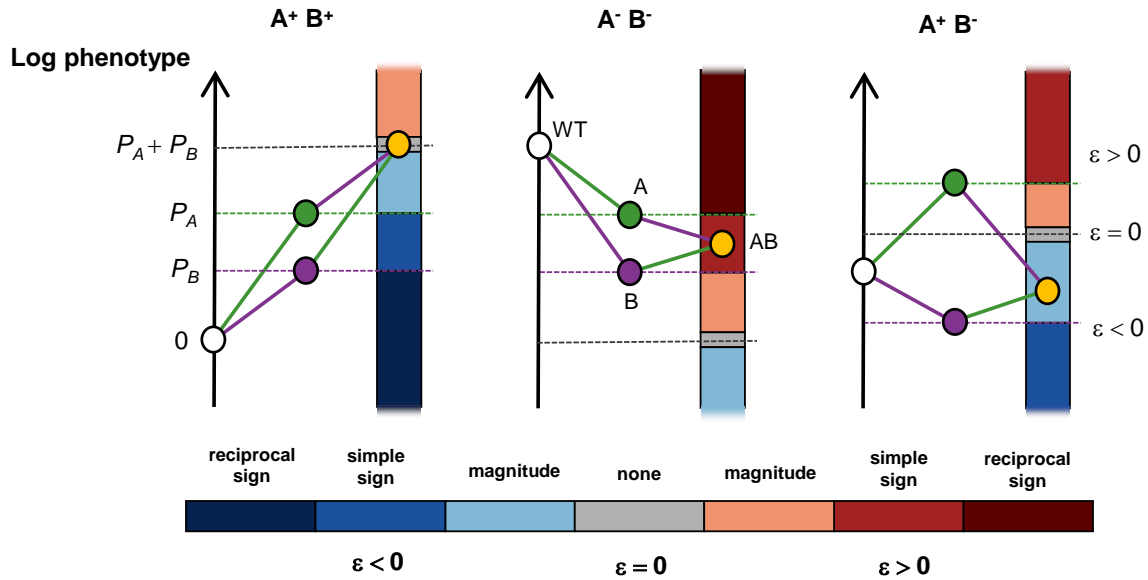 A⁺ B⁺
A⁻ B⁻
A⁺ B⁻
Log phenotype
P_A + P_B
P_A
P_B
0
WT
A
B
AB
ε > 0
ε = 0
ε < 0
reciprocal
sign
simple
sign
magnitude
none
magnitude
simple
sign
reciprocal
sign
ε < 0
ε = 0
ε > 0